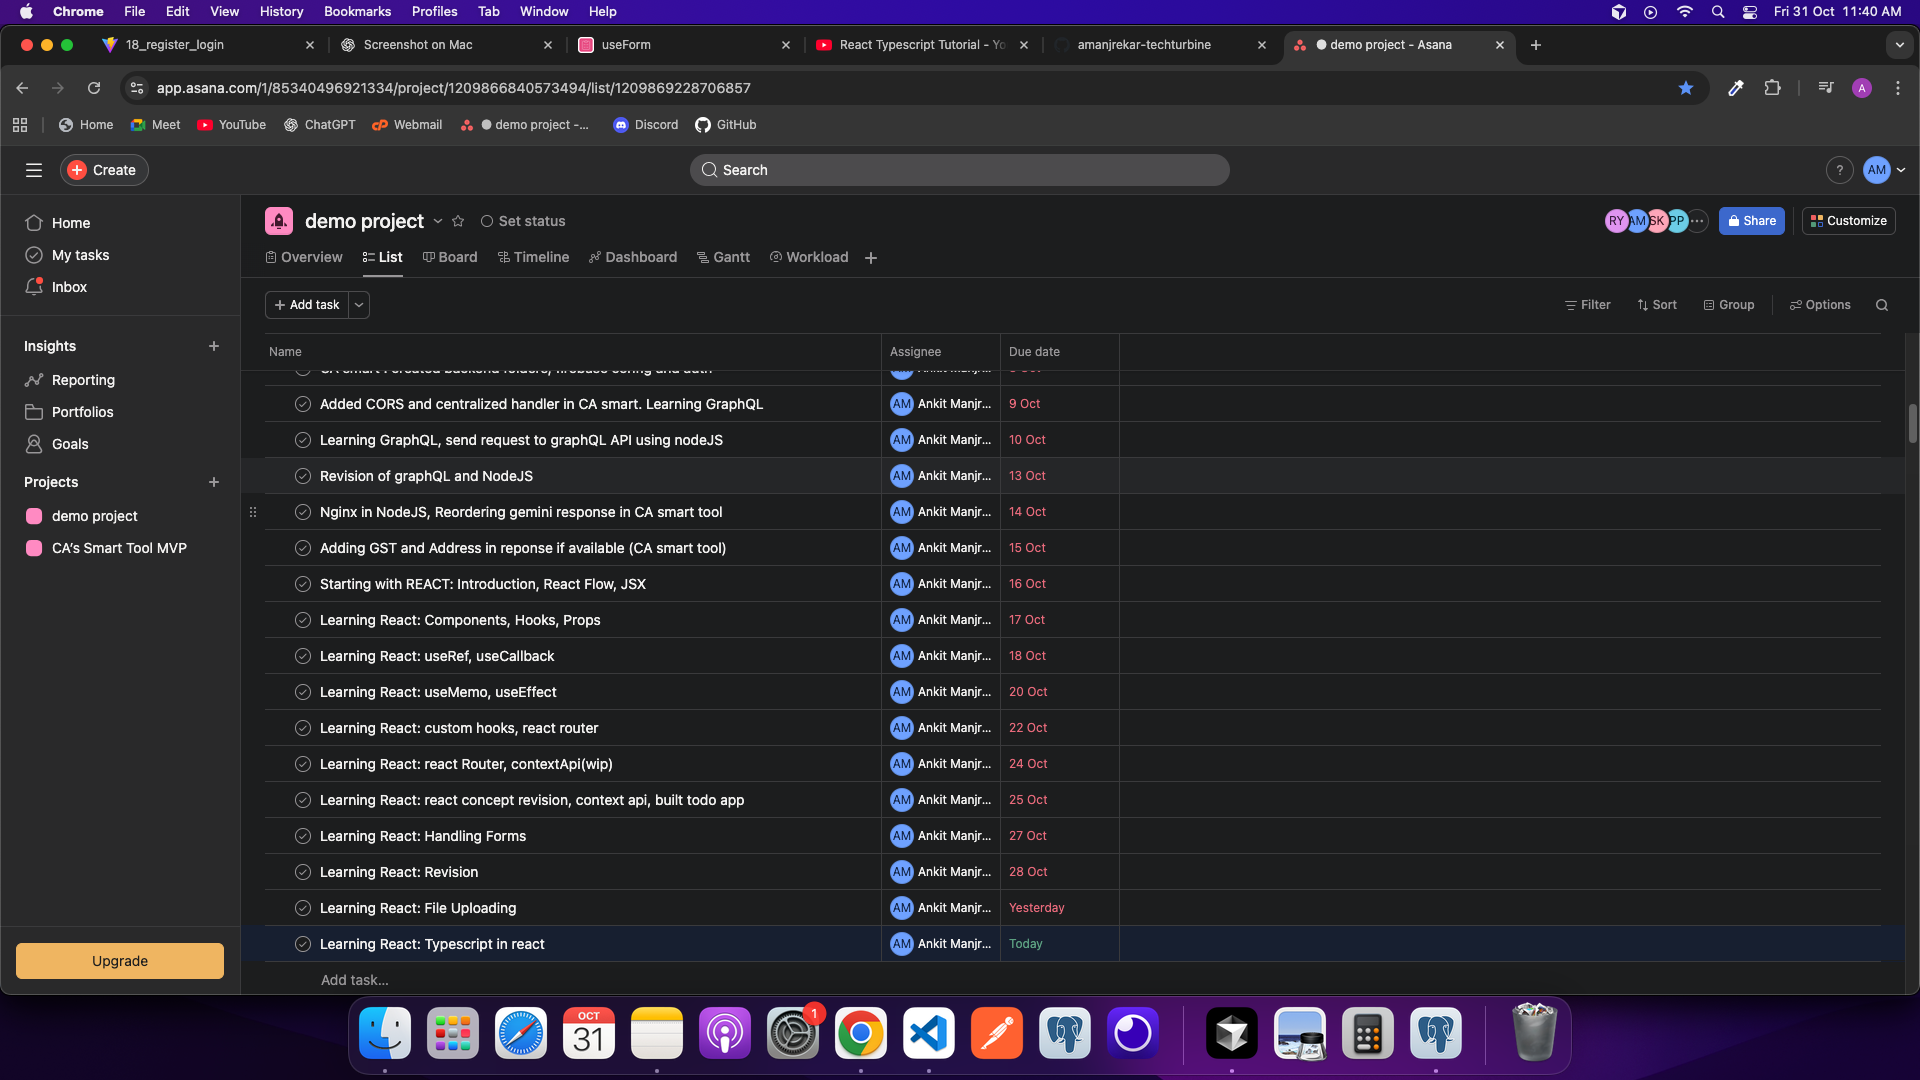 Chrome File Edit View History Bookmarks Profiles Tab Window Help Fri 31 Oct 11:40 AM
18_register_login Screenshot on Mac useForm React Typescript Tutorial - Yo amanjrekar-techturbine demo project - Asana
app.asana.com/1/85340496921334/project/1209866840573494/list/1209869228706857 A
Home Meet YouTube ChatGPT Webmail demo project -... Discord GitHub
Create Search ? AM
Home
My tasks
Inbox
Insights
Reporting
Portfolios
Goals
Projects
demo project
CA's Smart Tool MVP
Upgrade
demo project Set status RY AM SK PP Share Customize
Overview List Board Timeline Dashboard Gantt Workload
Add task Filter Sort Group Options
Name Assignee Due date
Added CORS and centralized handler in CA smart. Learning GraphQL AM Ankit Manjr... 9 Oct
Learning GraphQL, send request to graphQL API using nodeJS AM Ankit Manjr... 10 Oct
Revision of graphQL and NodeJS AM Ankit Manjr... 13 Oct
Nginx in NodeJS, Reordering gemini response in CA smart tool AM Ankit Manjr... 14 Oct
Adding GST and Address in reponse if available (CA smart tool) AM Ankit Manjr... 15 Oct
Starting with REACT: Introduction, React Flow, JSX AM Ankit Manjr... 16 Oct
Learning React: Components, Hooks, Props AM Ankit Manjr... 17 Oct
Learning React: useRef, useCallback AM Ankit Manjr... 18 Oct
Learning React: useMemo, useEffect AM Ankit Manjr... 20 Oct
Learning React: custom hooks, react router AM Ankit Manjr... 22 Oct
Learning React: react Router, contextApi(wip) AM Ankit Manjr... 24 Oct
Learning React: react concept revision, context api, built todo app AM Ankit Manjr... 25 Oct
Learning React: Handling Forms AM Ankit Manjr... 27 Oct
Learning React: Revision AM Ankit Manjr... 28 Oct
Learning React: File Uploading AM Ankit Manjr... Yesterday
Learning React: Typescript in react AM Ankit Manjr... Today
Add task...
OCT
31
1